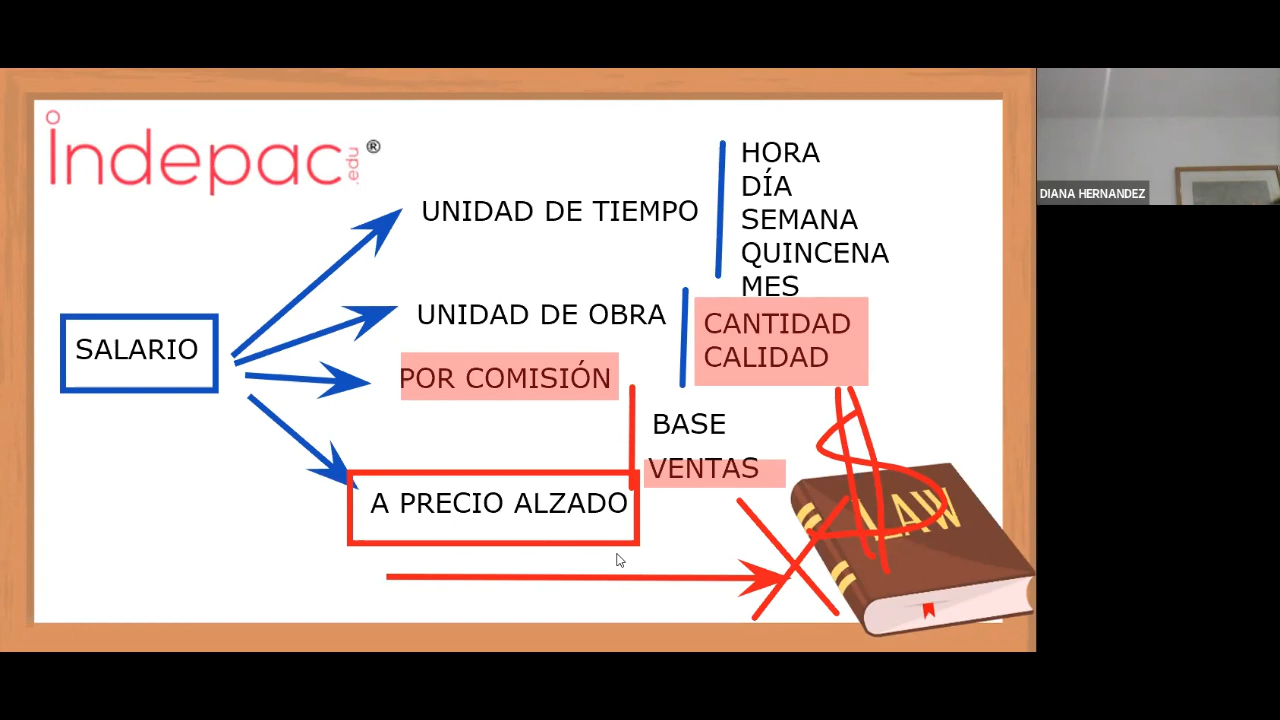 indepac.edu®
HORA
DÍA
UNIDAD DE TIEMPO
SEMANA
QUINCENA
MES
UNIDAD DE OBRA
CANTIDAD
CALIDAD
SALARIO
POR COMISIÓN
BASE
VENTAS
A PRECIO ALZADO
LAW
DIANA HERNANDEZ